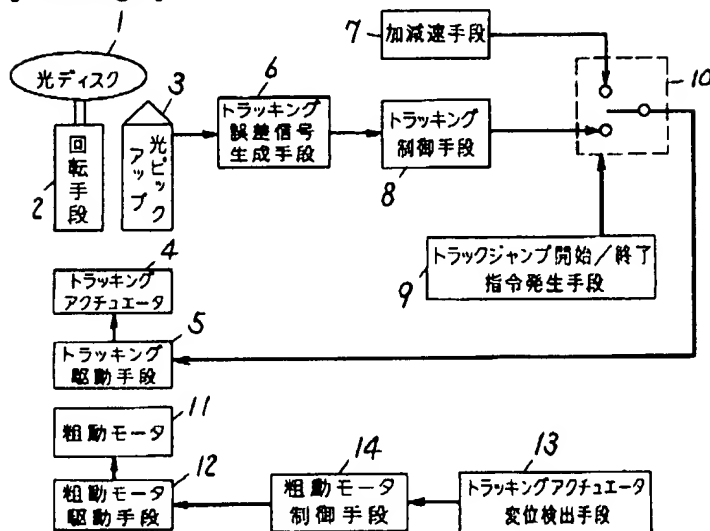 1
光ディスク
2
回転手段
3
光ピック
アップ
6
トラッキング
誤差信号
生成手段
7
加減速手段
トラッキング
制御手段
8
10
トラックジャンプ開始/終了
指令発生手段
9
4
トラッキング
アクチュエータ
5
トラッキング
駆動手段
11
粗動モータ
12
粗動モータ
駆動手段
14
粗動モータ
制御手段
13
トラッキングアクチュエータ
変位検出手段